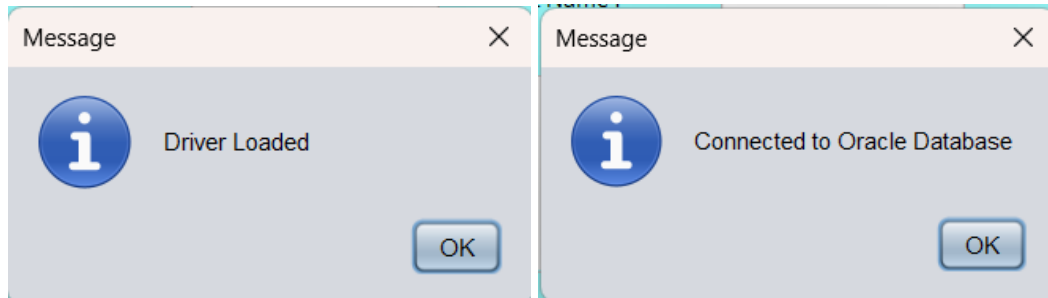 Message
Driver Loaded
OK
Message
Connected to Oracle Database
OK